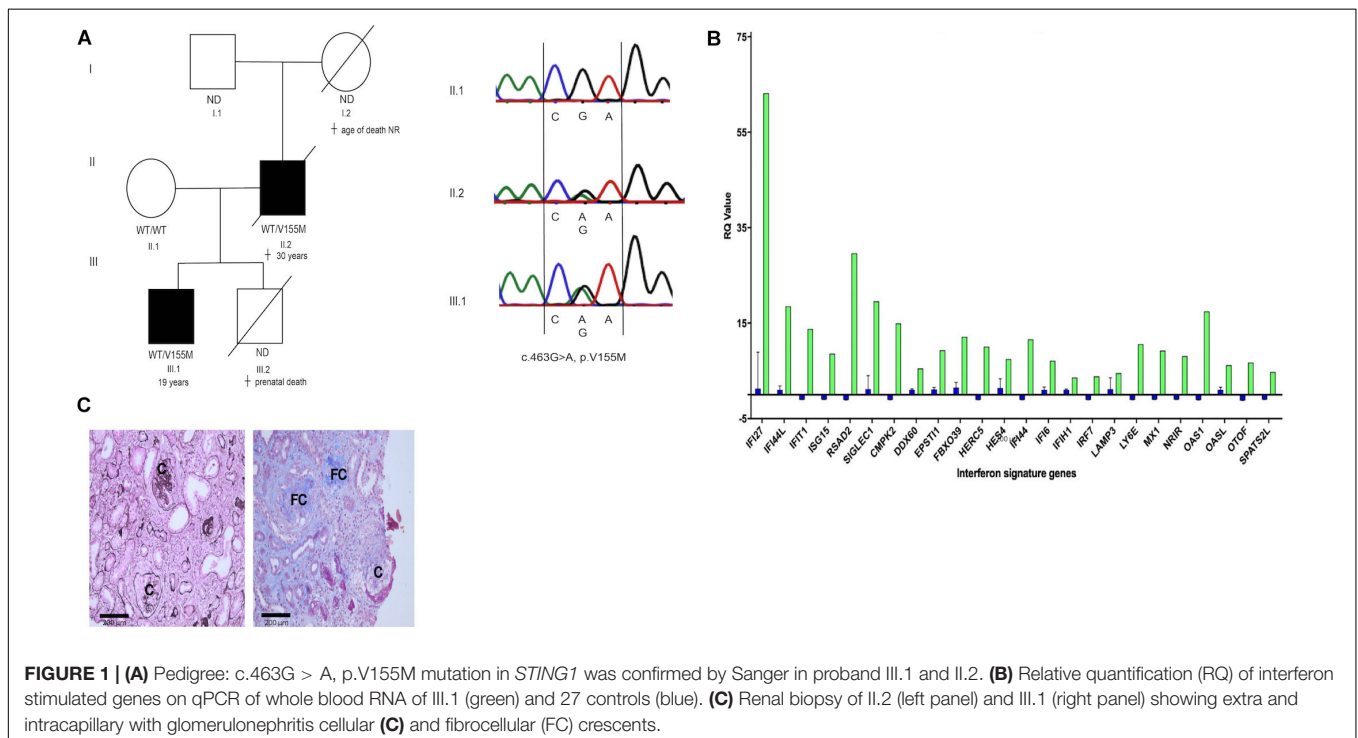 A
I
ND
I.1
ND
I.2
† age of death NR
II
WT/WT
II.1
WT/V155M
II.2
† 30 years
III
WT/V155M
III.1
19 years
ND
III.2
† prenatal death
II.1
C G A
II.2
C A A
G
III.1
C A A
G
c.463G>A, p.V155M
B
75
55
35
15
-5
RQ Value
IFI27
IFI44L
IFIT1
ISG15
RSAD2
SIGLEC1
CMPK2
DDX60
EPSTI1
FBXO39
HERC5
HES4
IFI44
IFI6
IFIH1
IRF7
LAMP3
LY6E
MX1
NRIR
OAS1
OASL
OTOF
SPATS2L
Interferon signature genes
C
C
C
200 µm
FC
FC
C
200 µm
FIGURE 1 | (A) Pedigree: c.463G > A, p.V155M mutation in STING1 was confirmed by Sanger in proband III.1 and II.2. (B) Relative quantification (RQ) of interferon
stimulated genes on qPCR of whole blood RNA of III.1 (green) and 27 controls (blue). (C) Renal biopsy of II.2 (left panel) and III.1 (right panel) showing extra and
intracapillary with glomerulonephritis cellular (C) and fibrocellular (FC) crescents.